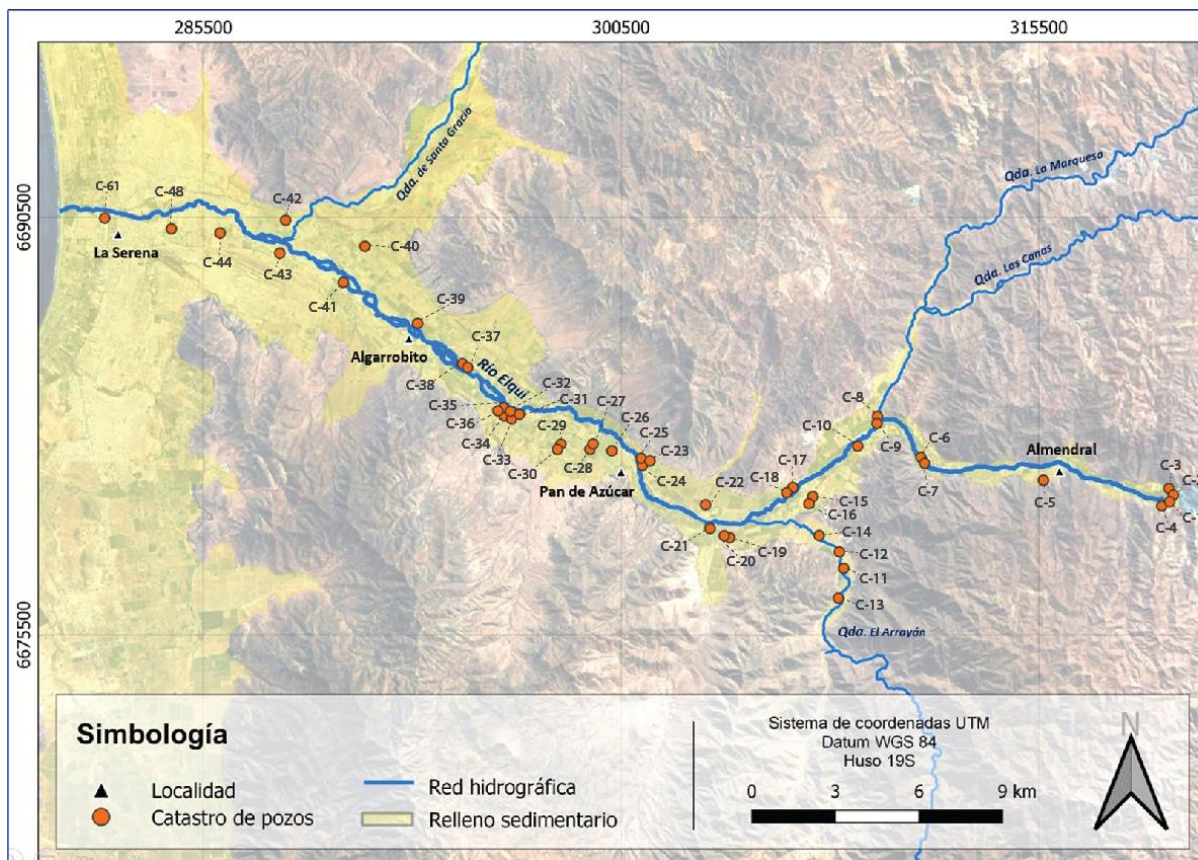 285500
300500
315500
6690500
6675500
Qda. de Santa Gracia
Qda. La Marquesa
Qda. Las Canas
C-61
C-48
C-42
La Serena
C-44
C-43
C-40
C-41
C-39
Algarrobito
C-37
C-38
Río Elqui
C-32
C-35
C-31
C-27
C-36
C-29
C-26
C-34
C-25
C-33
C-23
C-30
C-28
C-24
Pan de Azúcar
C-8
C-10
C-9
C-6
C-7
Almendral
C-3
C-5
C-4
C-17
C-18
C-22
C-15
C-16
C-21
C-14
C-19
C-20
C-12
C-11
C-13
Qda. El Arrayán
Simbología
Localidad
Catastro de pozos
Red hidrográfica
Relleno sedimentario
Sistema de coordenadas UTM
Datum WGS 84
Huso 19S
0 3 6 9 km
N